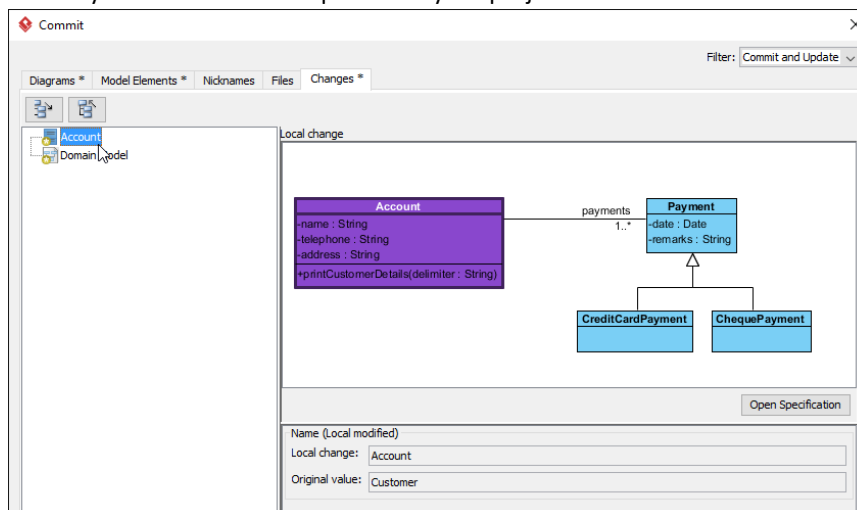 Commit
Filter: Commit and Update
Diagrams * Model Elements * Nicknames Files Changes *
Account
Domain Model
Local change
Account
-name : String
-telephone : String
-address : String
+printCustomerDetails(delimiter : String)
payments
1..*
Payment
-date : Date
-remarks : String
CreditCardPayment
ChequePayment
Open Specification
Name (Local modified)
Local change: Account
Original value: Customer